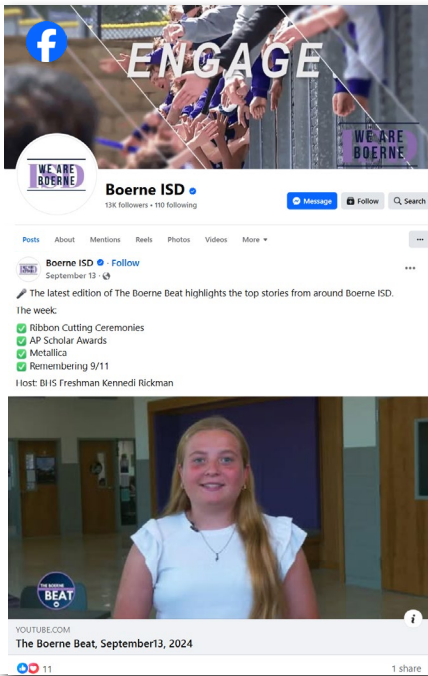 ENGAGE
WE ARE
BOERNE
ISD
WE ARE
BOERNE
ISD
Boerne ISD
13K followers • 110 following
Message
Follow
Search
Posts
About
Mentions
Reels
Photos
Videos
More
Boerne ISD · Follow
September 13 ·
🎤 The latest edition of The Boerne Beat highlights the top stories from around Boerne ISD.
The week:
✅ Ribbon Cutting Ceremonies
✅ AP Scholar Awards
✅ Metallica
✅ Remembering 9/11
Host: BHS Freshman Kennedi Rickman
THE BOERNE
BEAT
YOUTUBE.COM
The Boerne Beat, September13, 2024
11
1 share